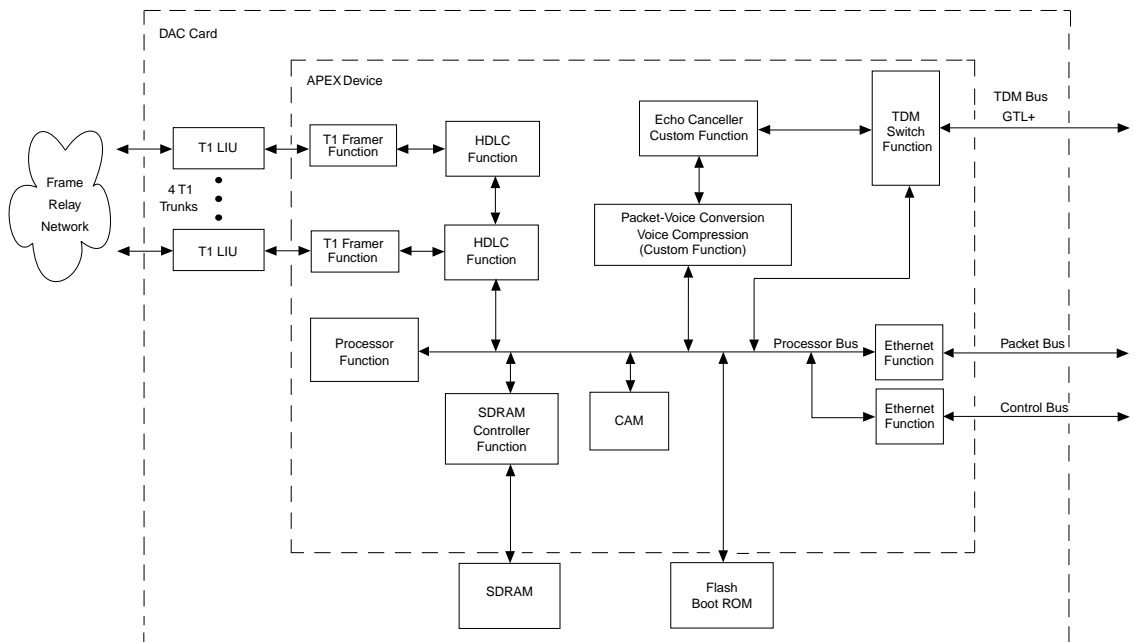 DAC Card
APEX Device
TDM Bus
GTL+
Echo Canceller
Custom Function
TDM
Switch
Function
T1 LIU
T1 Framer
Function
HDLC
Function
Frame
Relay
Network
4 T1
Trunks
Packet-Voice Conversion
Voice Compression
(Custom Function)
T1 LIU
T1 Framer
Function
HDLC
Function
Processor
Function
Processor Bus
Ethernet
Function
Packet Bus
SDRAM
Controller
Function
CAM
Ethernet
Function
Control Bus
SDRAM
Flash
Boot ROM